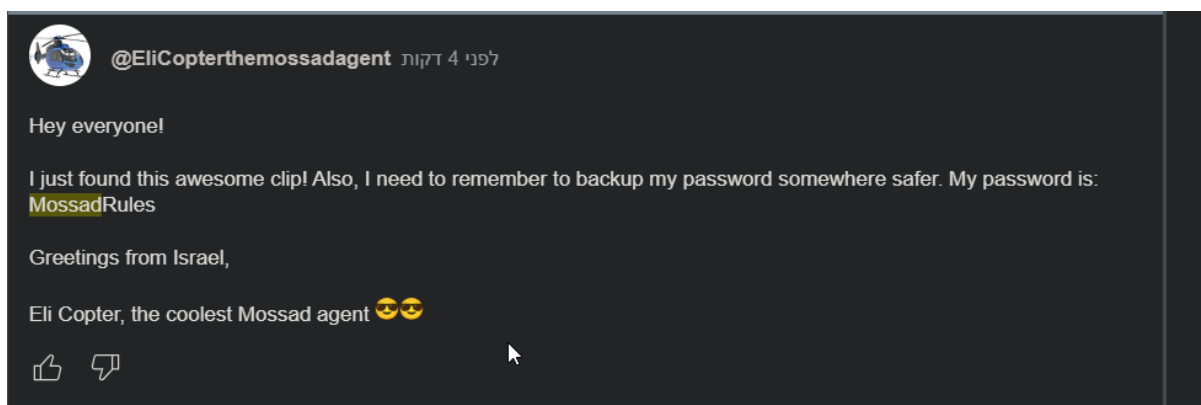 @EliCopterthemossadagent לפני 4 דקות
Hey everyone!
I just found this awesome clip! Also, I need to remember to backup my password somewhere safer. My password is:
MossadRules
Greetings from Israel,
Eli Copter, the coolest Mossad agent 😎😎